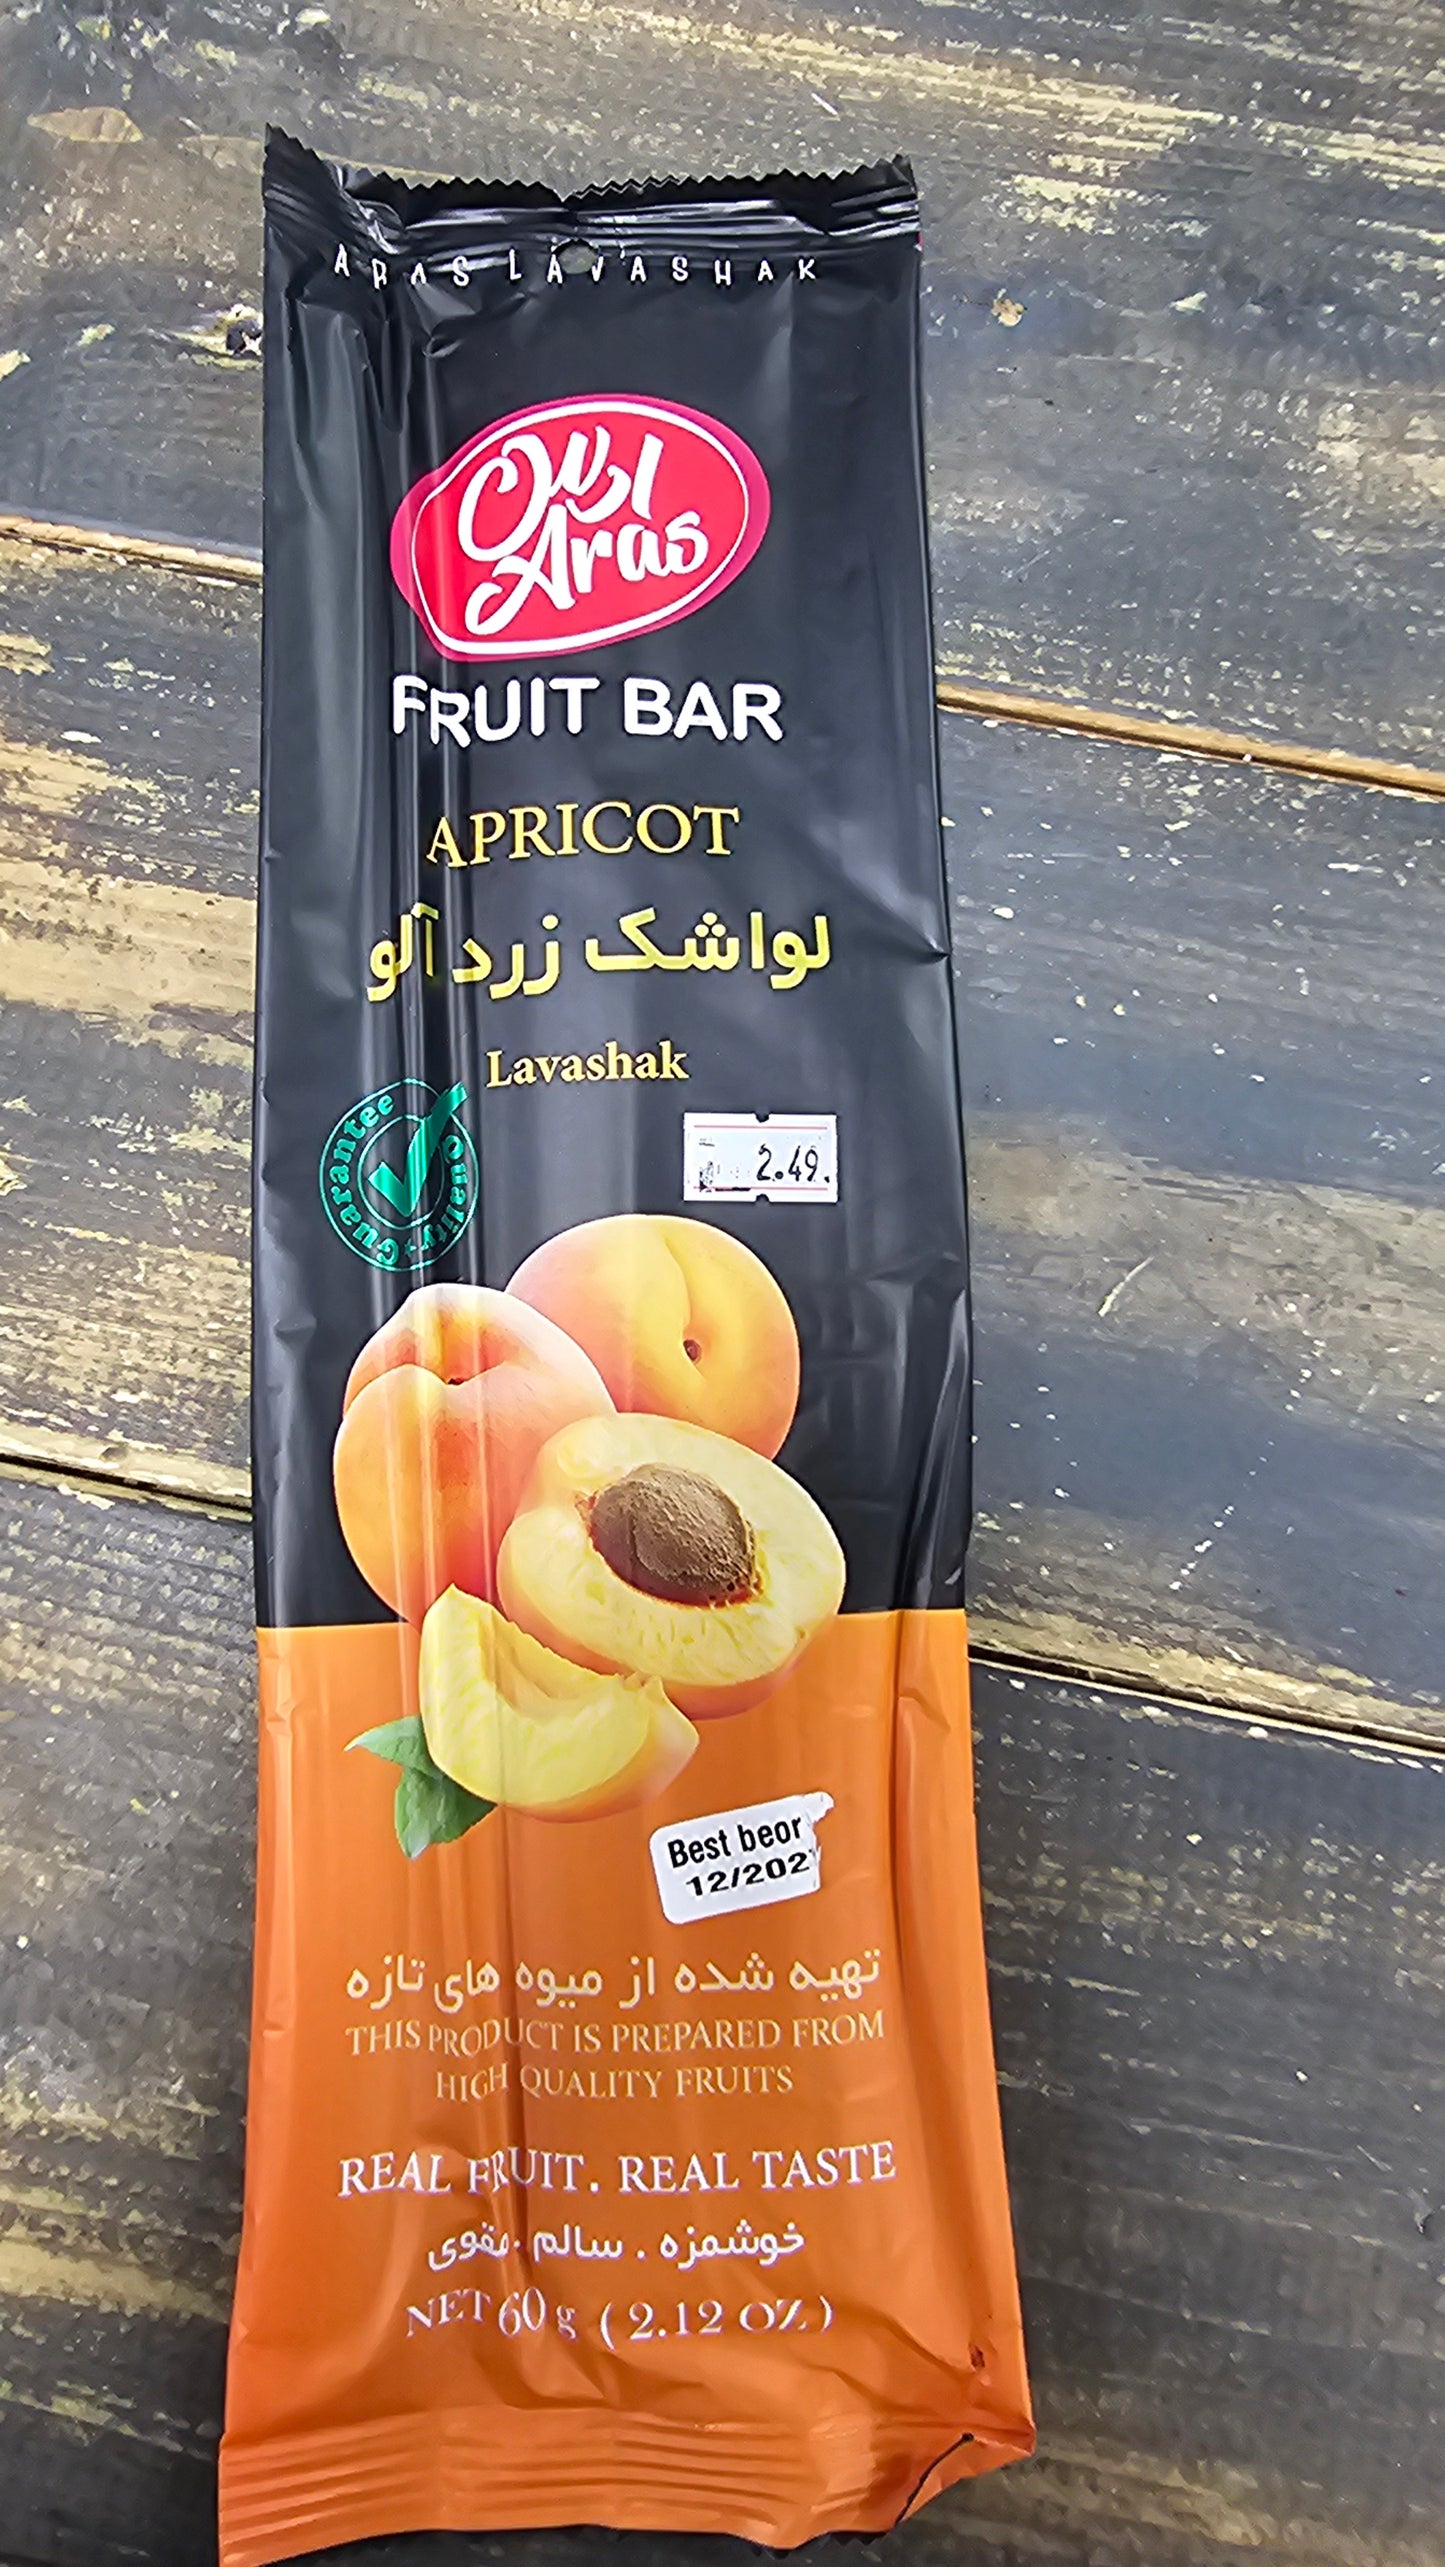 ARAS LAVASHAK
ارس
Aras
FRUIT BAR
APRICOT
لواشک زرد آلو
Lavashak
Guarantee Quality
2.49
Best beor
12/202
تهیه شده از میوه های تازه
THIS PRODUCT IS PREPARED FROM
HIGH QUALITY FRUITS
REAL FRUIT. REAL TASTE
خوشمزه . سالم . مقوی
NET 60 g ( 2.12 OZ )